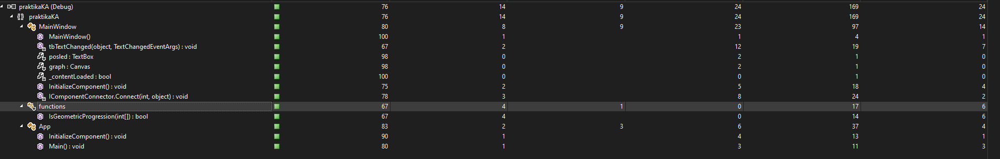 praktikaKA (Debug) 76 14 9 24 169 24
praktikaKA 76 14 9 24 169 24
MainWindow 80 8 9 23 97 14
MainWindow() 100 1 1 4 1
tbTextChanged(object, TextChangedEventArgs) : void 67 2 12 19 7
posled : TextBox 98 0 2 1 0
graph : Canvas 98 0 2 1 0
_contentLoaded : bool 100 0 0 1 0
InitializeComponent() : void 75 2 5 18 4
IComponentConnector.Connect(int, object) : void 78 3 8 24 2
functions 67 4 1 0 17 6
IsGeometricProgression(int[]) : bool 67 4 0 14 6
App 83 2 3 6 37 4
InitializeComponent() : void 90 1 4 13 1
Main() : void 80 1 3 11 3